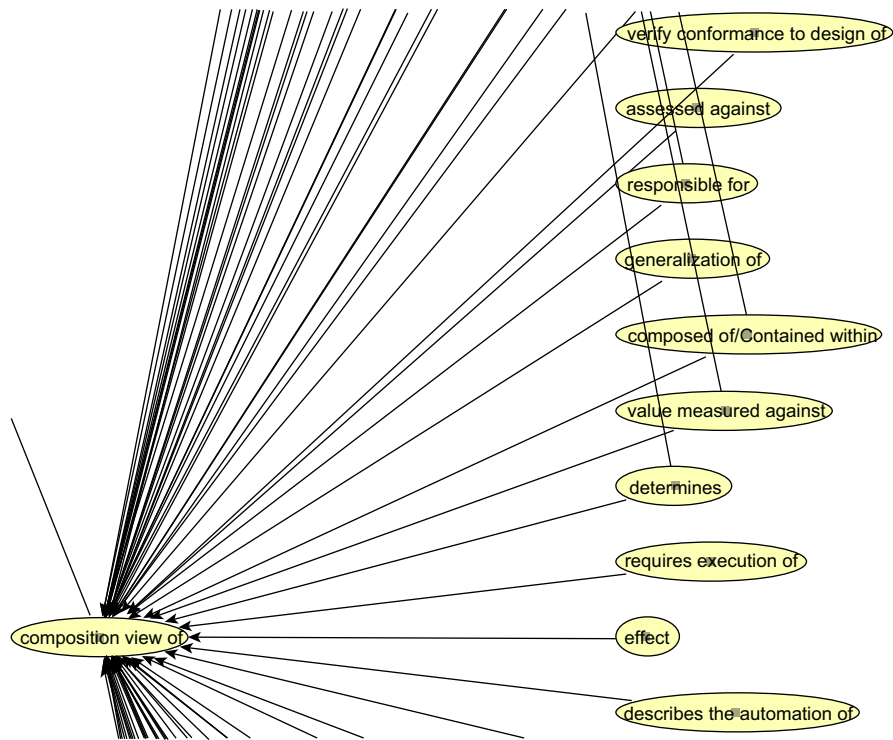 verify conformance to design of
assessed against
responsible for
generalization of
composed of/Contained within
value measured against
determines
requires execution of
composition view of
effect
describes the automation of